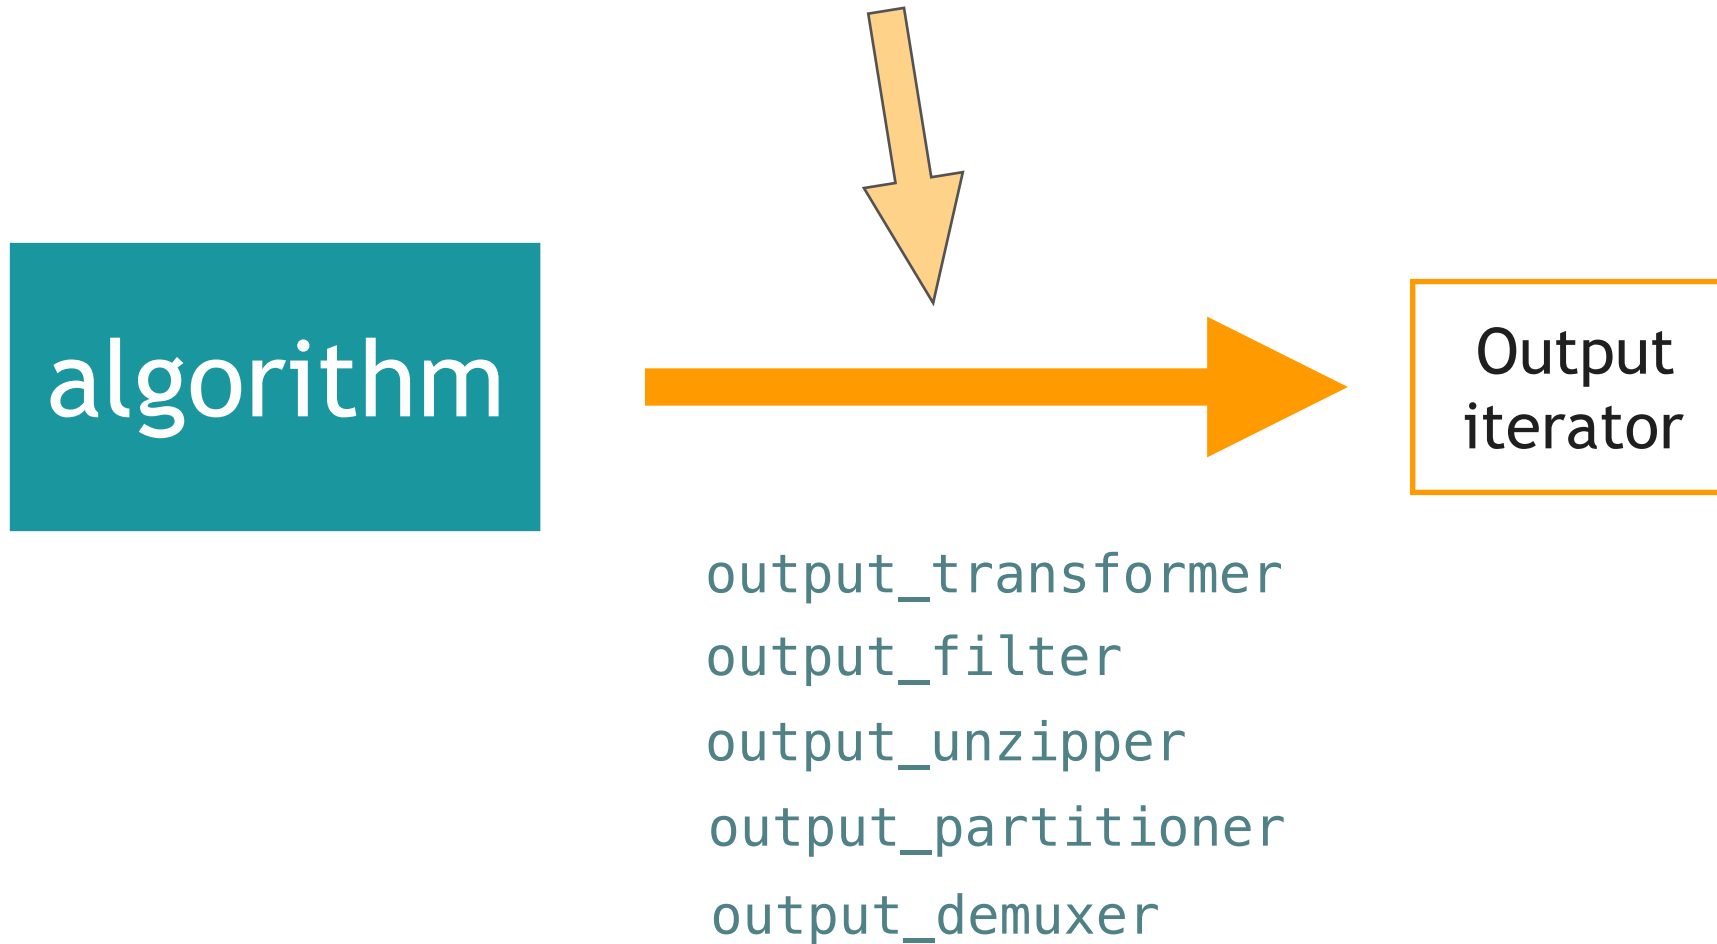 algorithm
Output
iterator
output_transformer
output_filter
output_unzipper
output_partitioner
output_demuxer